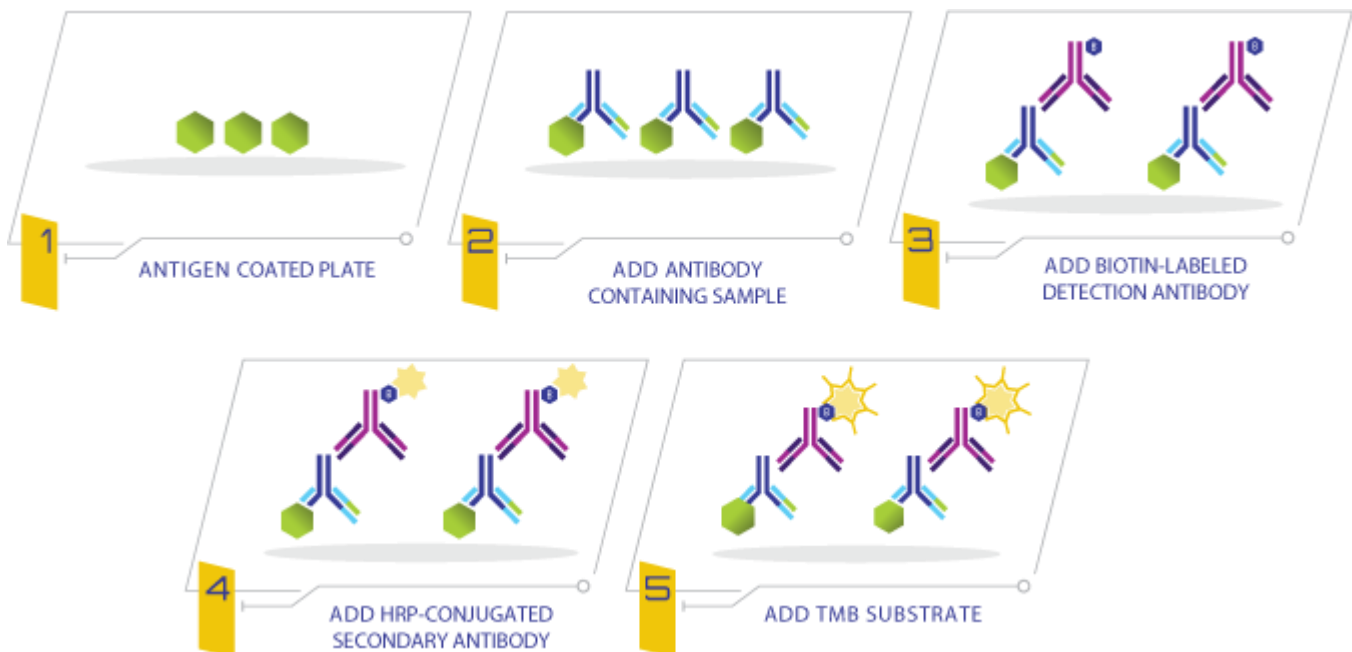 1
ANTIGEN COATED PLATE
2
ADD ANTIBODY
CONTAINING SAMPLE
B
B
3
ADD BIOTIN-LABELED
DETECTION ANTIBODY
B
B
4
ADD HRP-CONJUGATED
SECONDARY ANTIBODY
B
B
5
ADD TMB SUBSTRATE